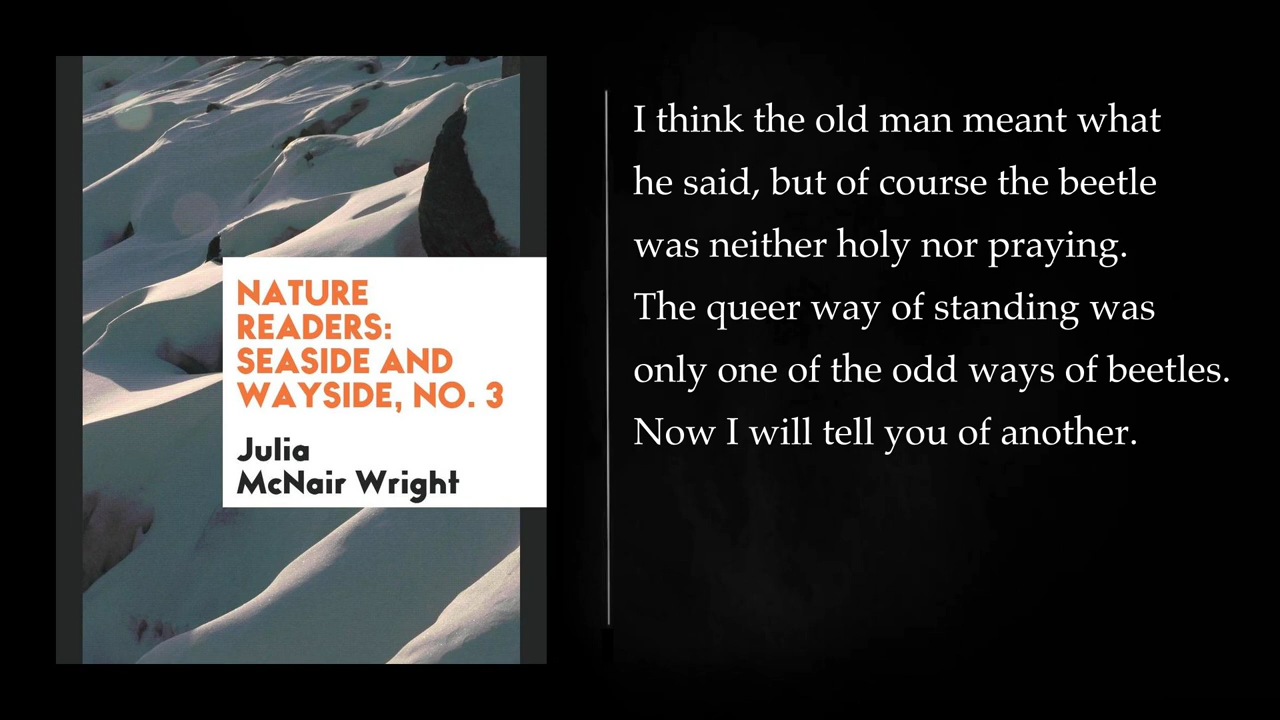 NATURE
READERS:
SEASIDE AND
WAYSIDE, NO. 3
Julia
McNair Wright
I think the old man meant what
he said, but of course the beetle
was neither holy nor praying.
The queer way of standing was
only one of the odd ways of beetles.
Now I will tell you of another.